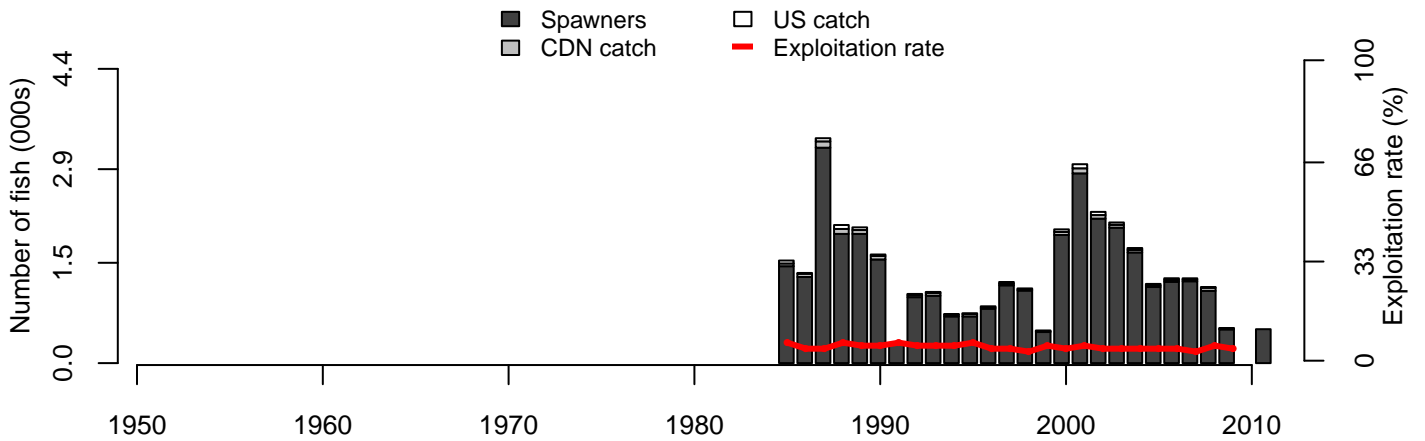 Spawners US catch
CDN catch Exploitation rate
Number of fish (000s)
4.4
2.9
1.5
0.0
100
66
33
0
Exploitation rate (%)
1950 1960 1970 1980 1990 2000 2010